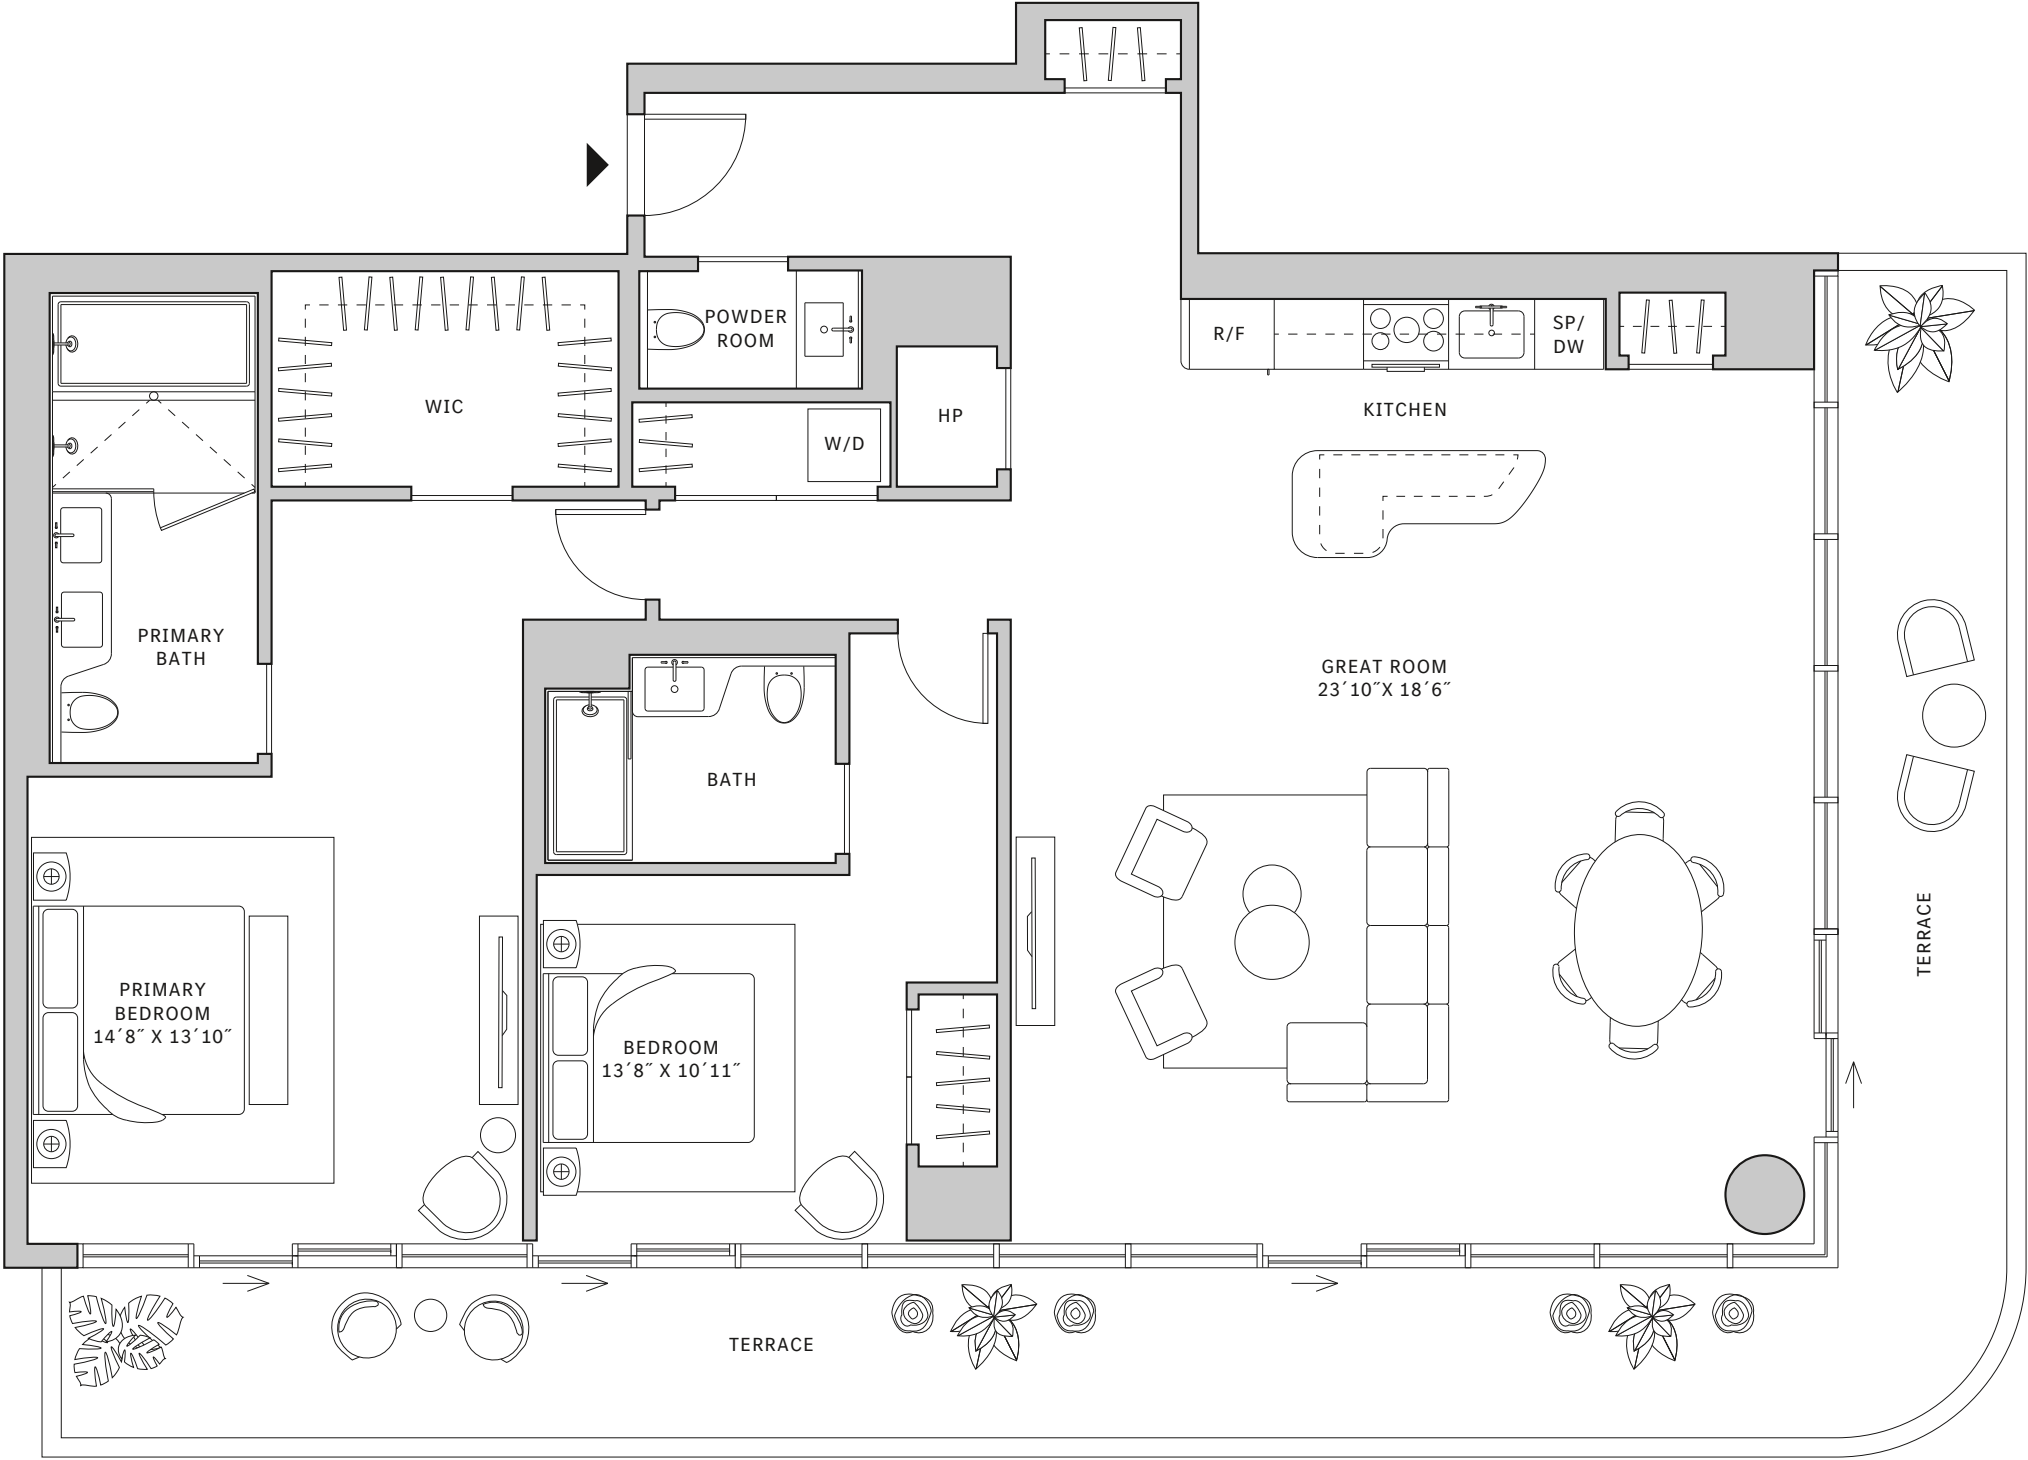 POWDER
ROOM
R/F
SP/
DW
WIC
HP
KITCHEN
W/D
PRIMARY
BATH
GREAT ROOM
23´10˝X 18´6˝
BATH
TERRACE
PRIMARY
BEDROOM
14´8˝ X 13´10˝
BEDROOM
13´8˝ X 10´11˝
TERRACE